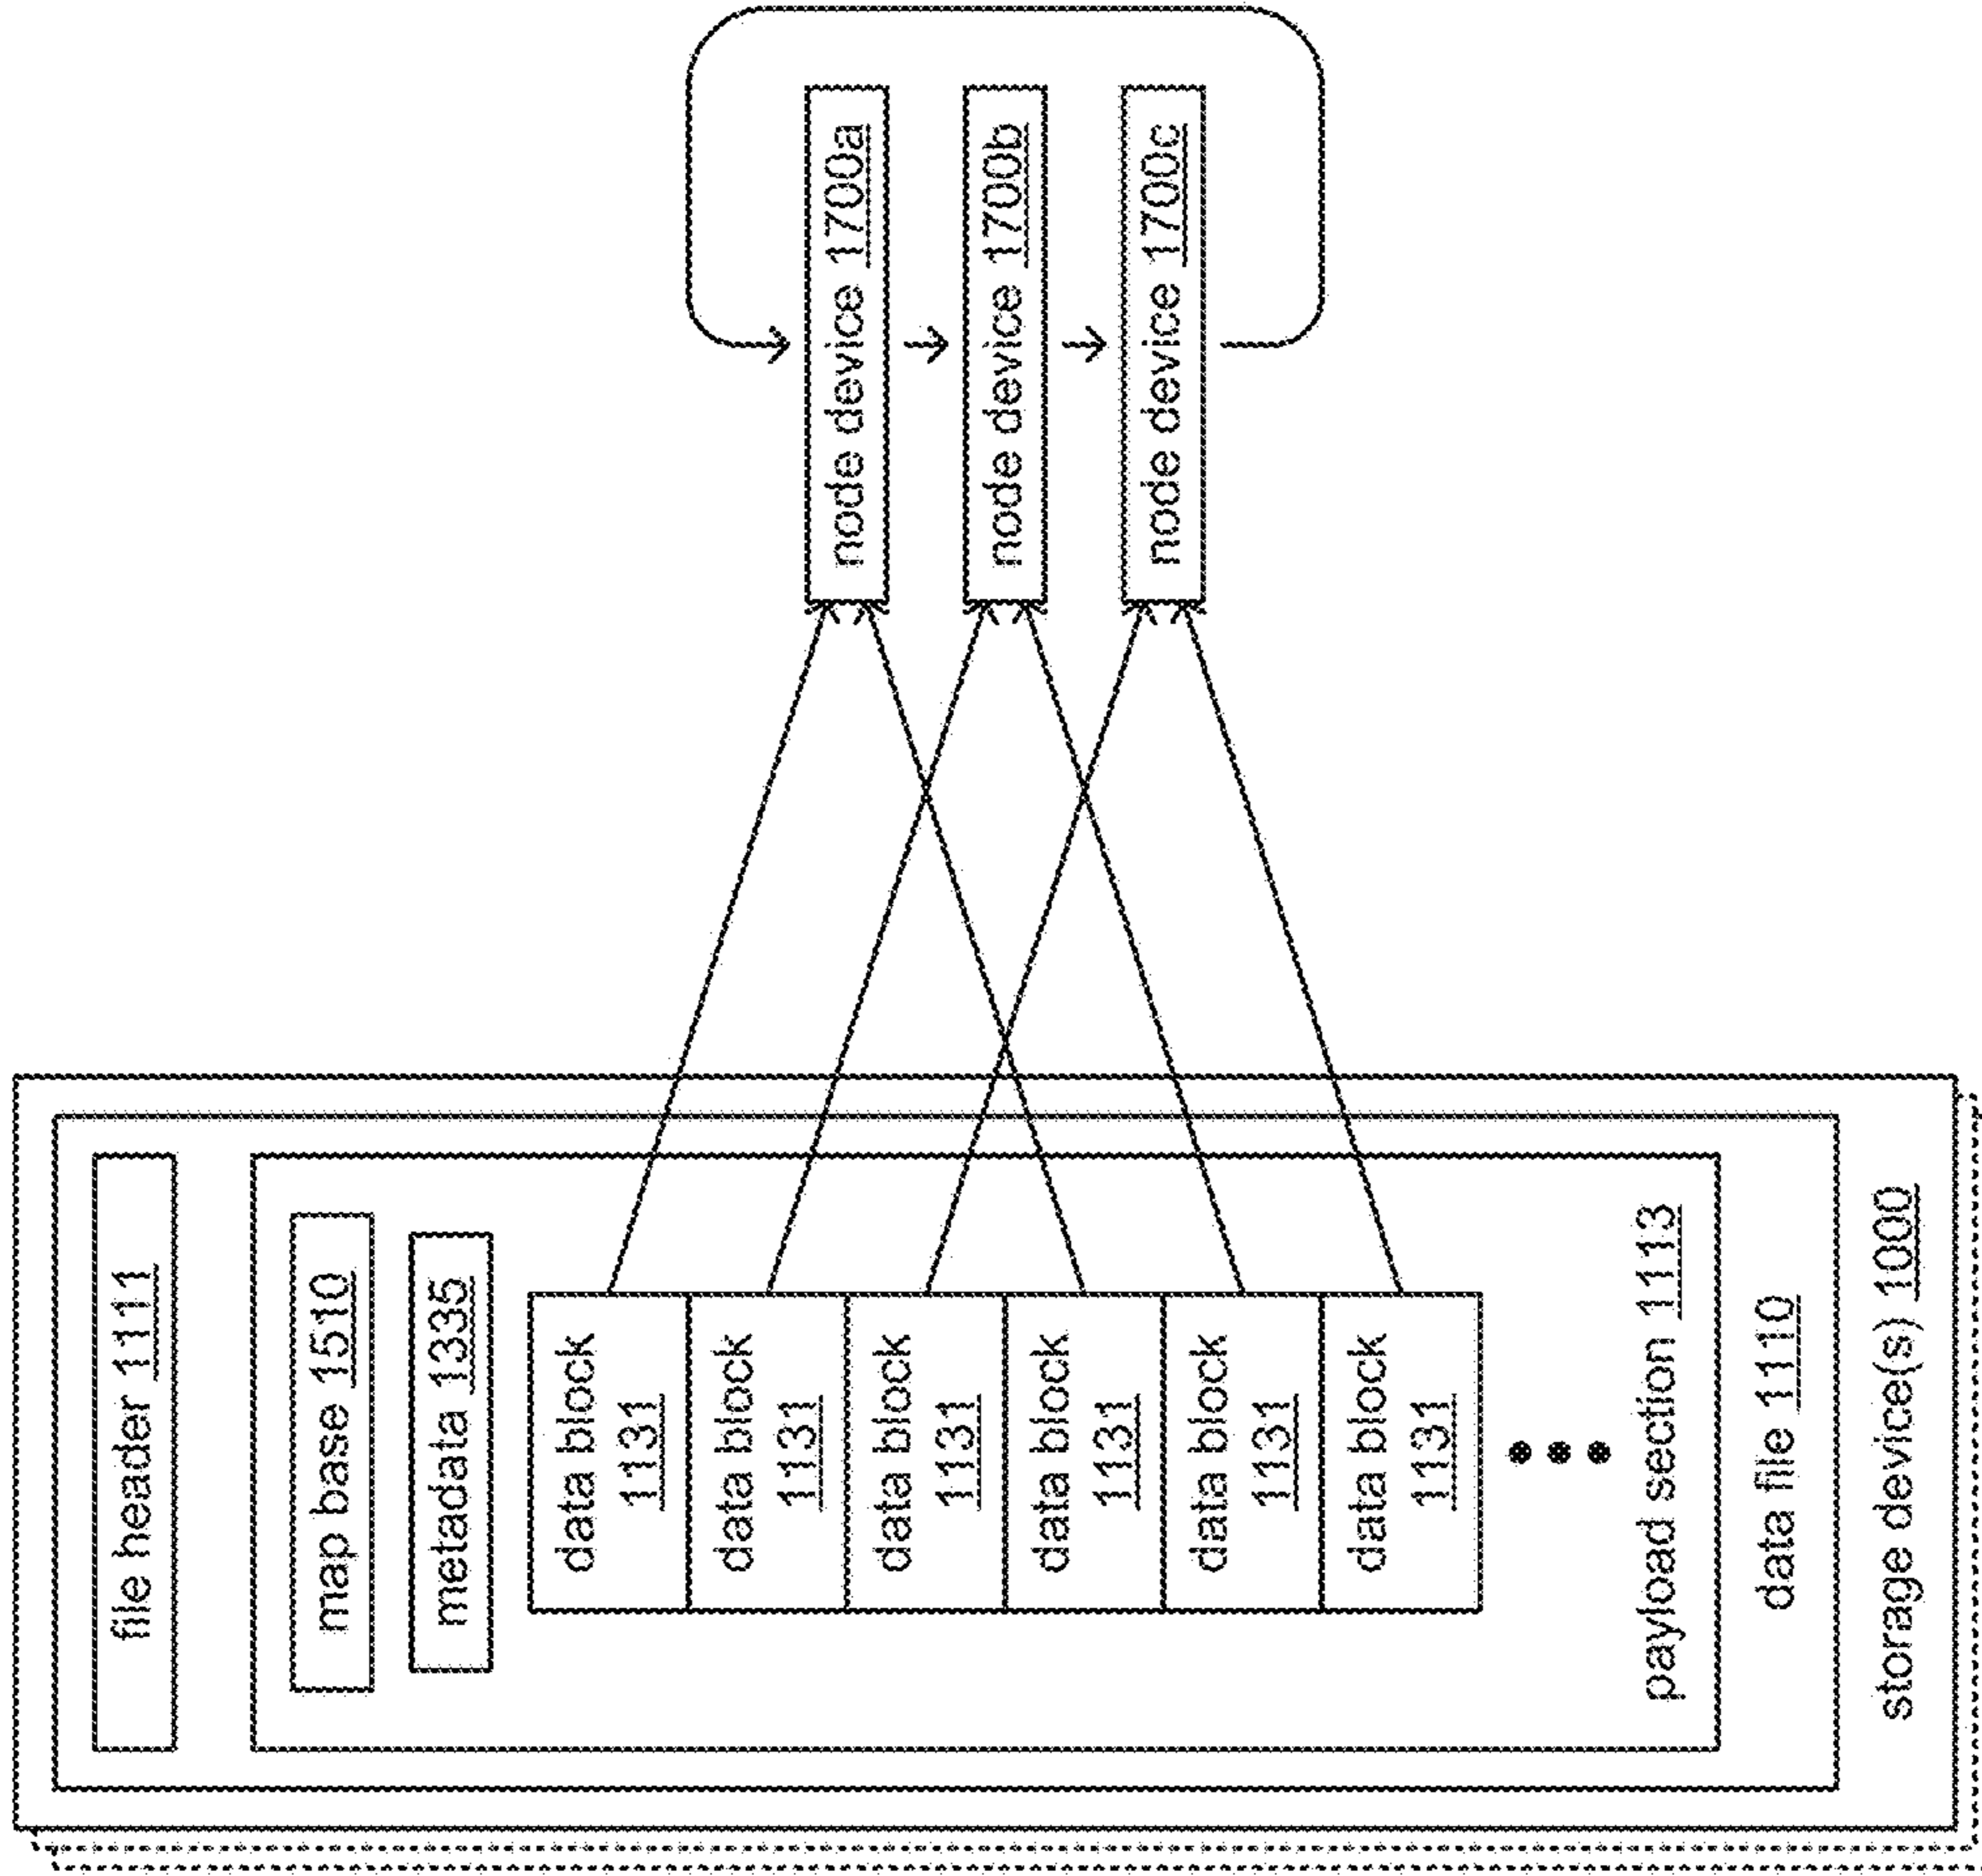 file header 1111
map base 1510
metadata 1335
data block
1131
data block
1131
data block
1131
data block
1131
data block
1131
data block
1131
payload section 1113
data file 1110
storage device(s) 1000
node device 1700a
node device 1700b
node device 1700c